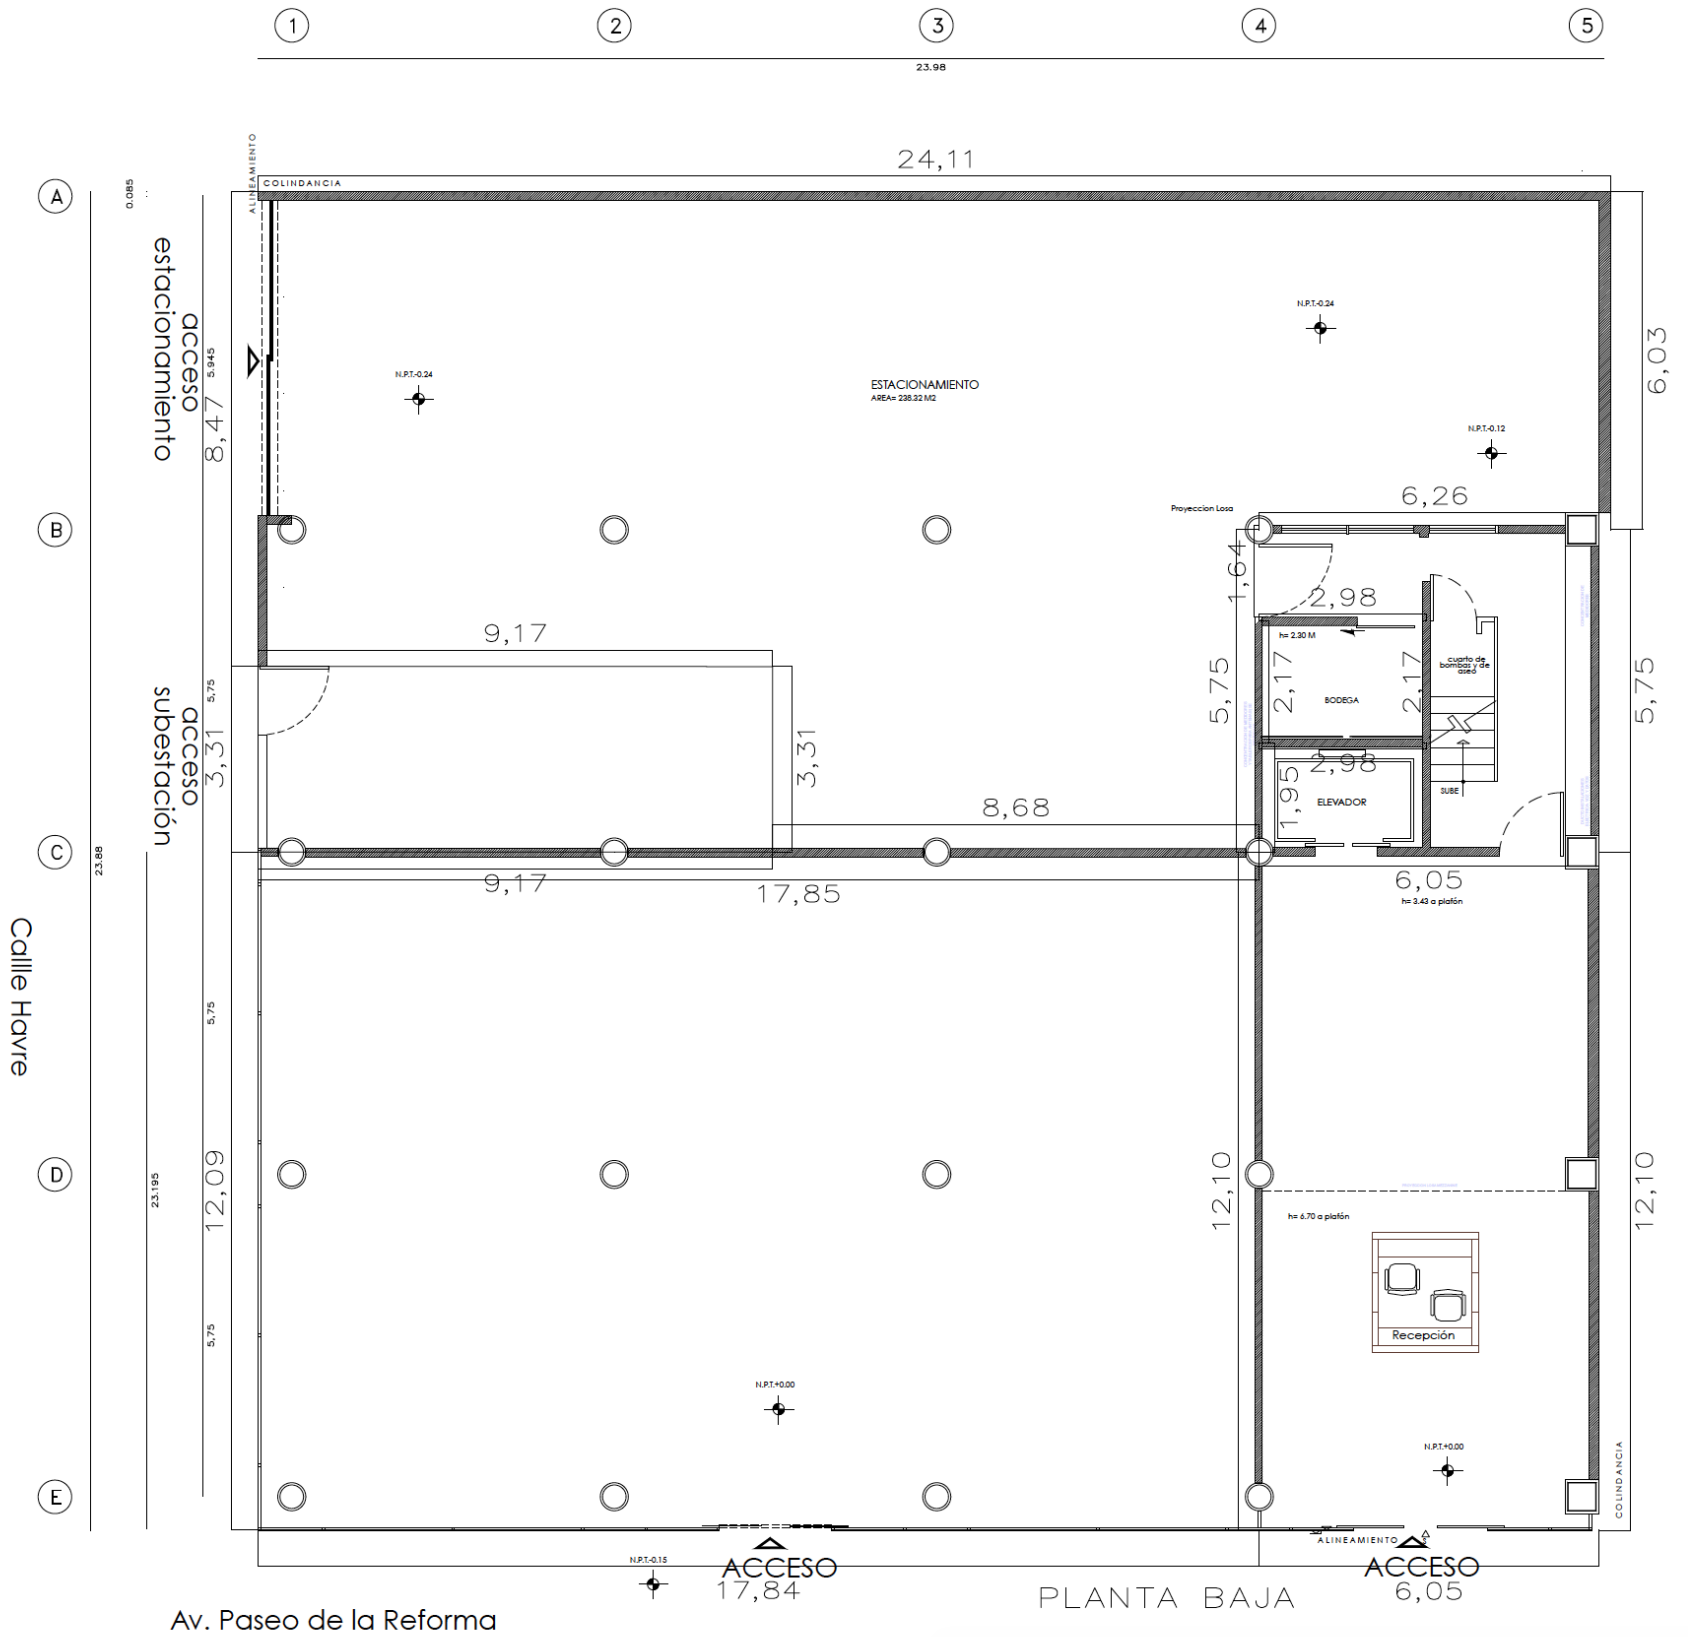 1
2
3
4
5
23.98
24,11
ALINEAMIENTO
COLINDANCIA
A
0.085
acceso
estacionamiento
5.945
8,47
N.P.T.-0.24
N.P.T.-0.24
ESTACIONAMIENTO
AREA= 238.32 M2
6,03
N.P.T.-0.12
6,26
Proyeccion Losa
B
1,64
2,98
9,17
h= 2.30 M
cuarto de
bombas y de
aseo
5,75
2,17
2,17
5,75
BODEGA
acceso
subestación
5,75
3,31
3,31
2,98
1,95
ELEVADOR
SUBE
8,68
C
23.88
9,17
17,85
6,05
h= 3.43 a plafón
Callle Havre
5,75
D
23.195
12,09
12,10
12,10
h= 6.70 a plafón
5,75
Recepción
N.P.T.+0.00
N.P.T.+0.00
COLINDANCIA
E
ALINEAMIENTO
3
N.P.T.-0.15
ACCESO
ACCESO
17,84
PLANTA BAJA
6,05
Av. Paseo de la Reforma